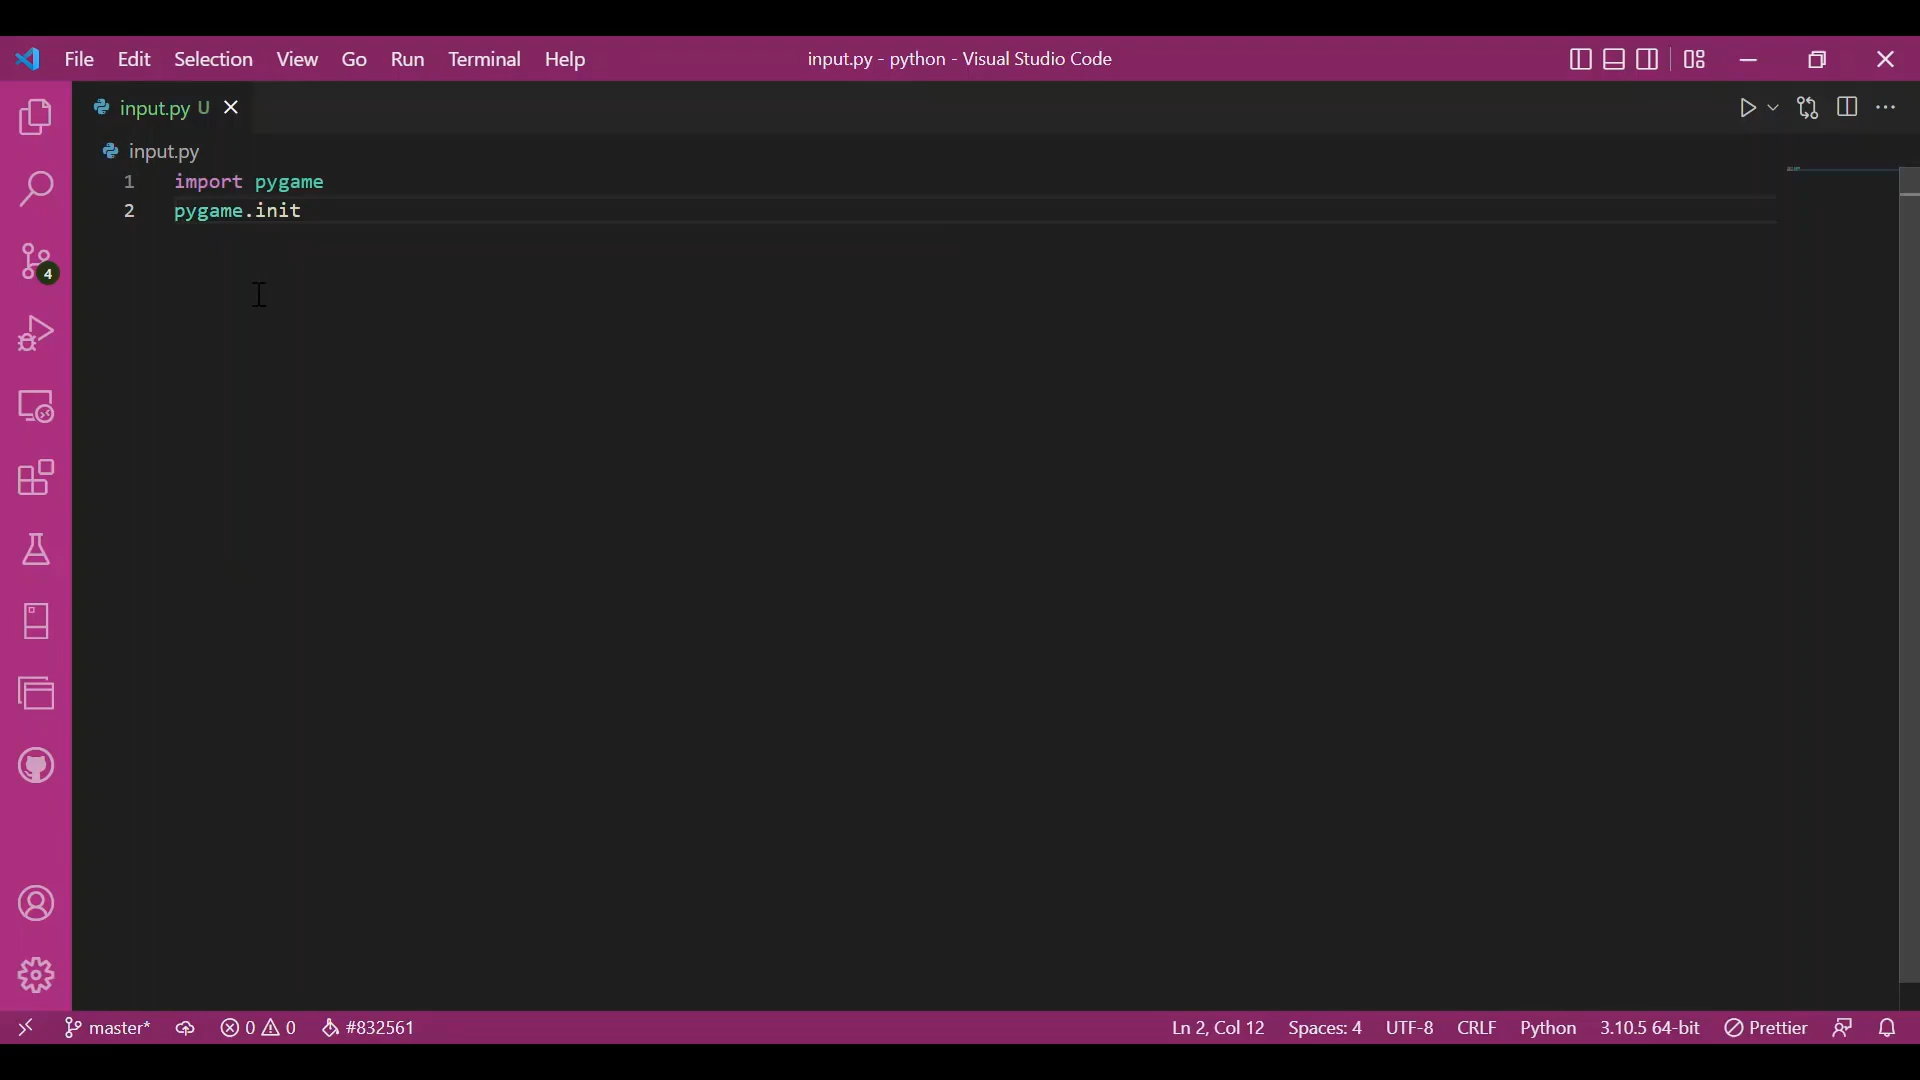 File Edit Selection View Go Run Terminal Help input.py - python - Visual Studio Code
input.py U
input.py
1 import pygame
2 pygame.init
4
master* 0 0 #832561 Ln 2, Col 12 Spaces: 4 UTF-8 CRLF Python 3.10.5 64-bit Prettier